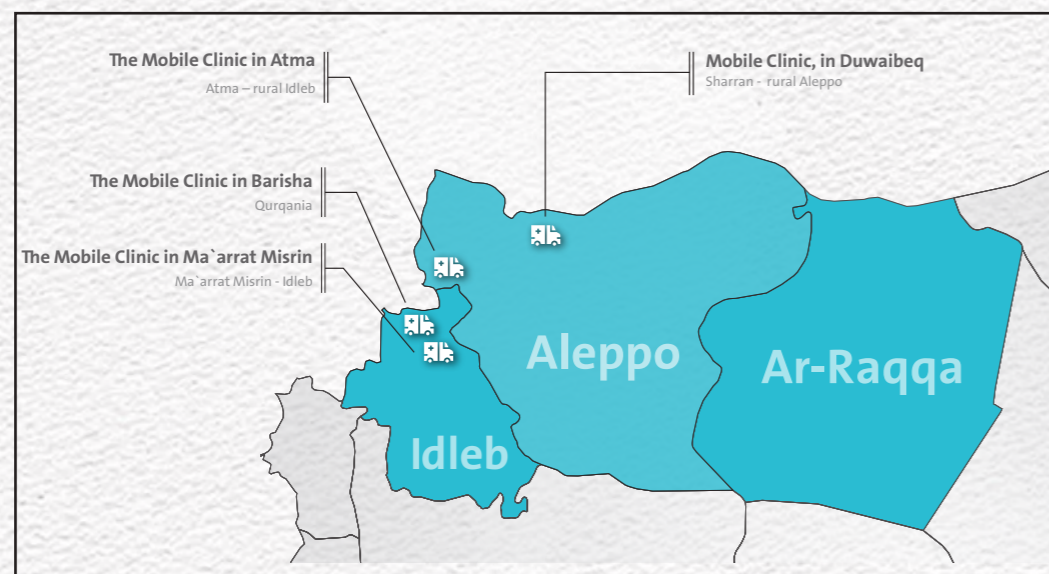 The Mobile Clinic in Atma
Atma – rural Idleb
Mobile Clinic, in Duwaibeq
Sharran - rural Aleppo
The Mobile Clinic in Barisha
Qurqania
The Mobile Clinic in Ma`arrat Misrin
Ma`arrat Misrin - Idleb
Aleppo
Ar-Raqqa
Idleb